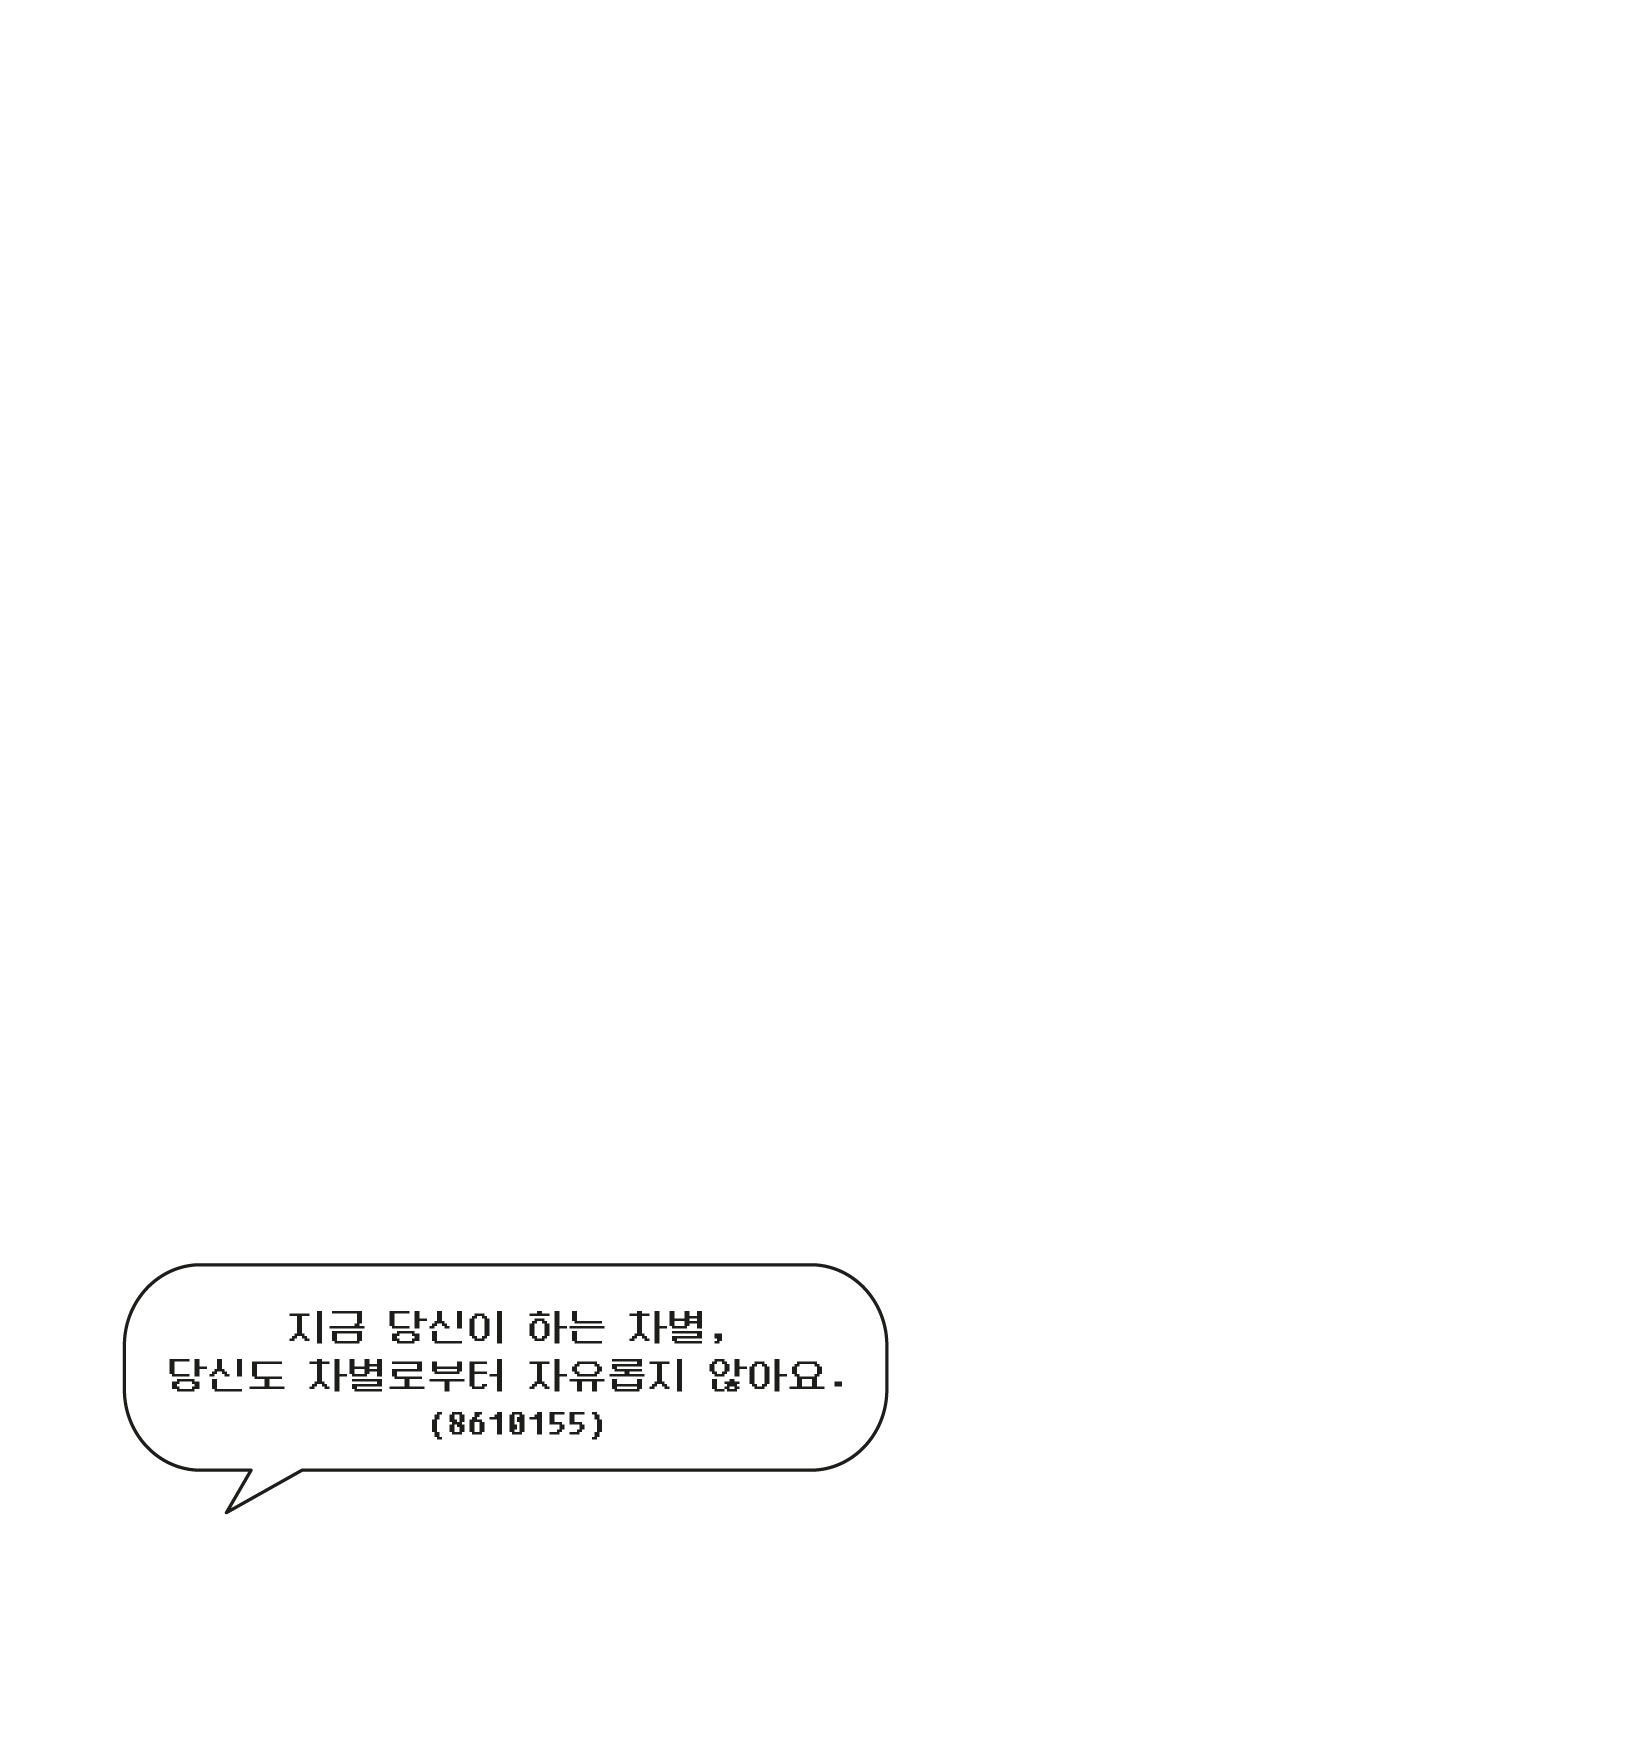 지금 당신이 하는 차별,
당신도 차별로부터 자유롭지 않아요.
(8610155)